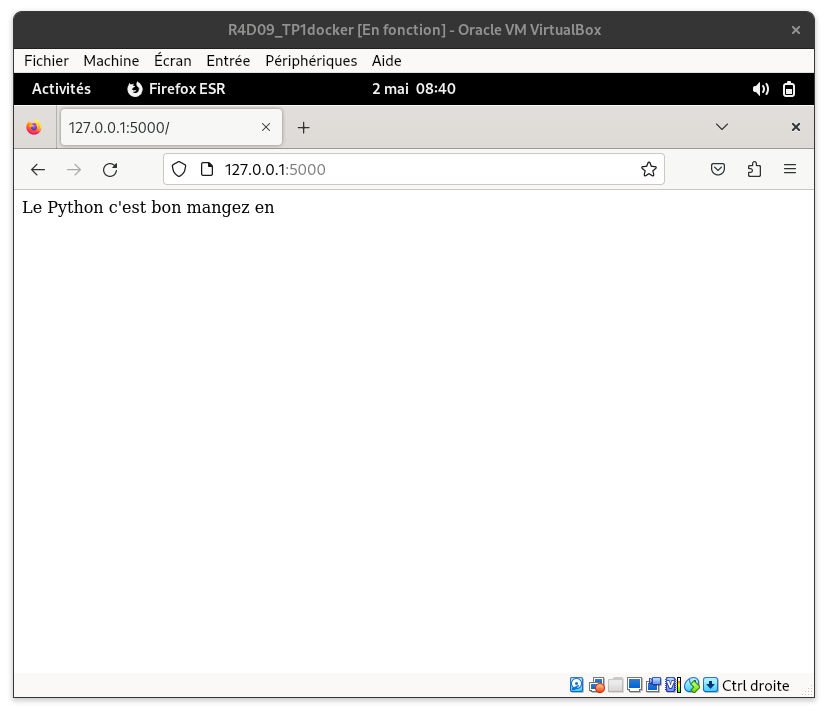 R4D09_TP1docker [En fonction] - Oracle VM VirtualBox
Fichier Machine Écran Entrée Périphériques Aide
Activités Firefox ESR 2 mai 08:40
127.0.0.1:5000/
127.0.0.1:5000
Le Python c'est bon mangez en
Ctrl droite